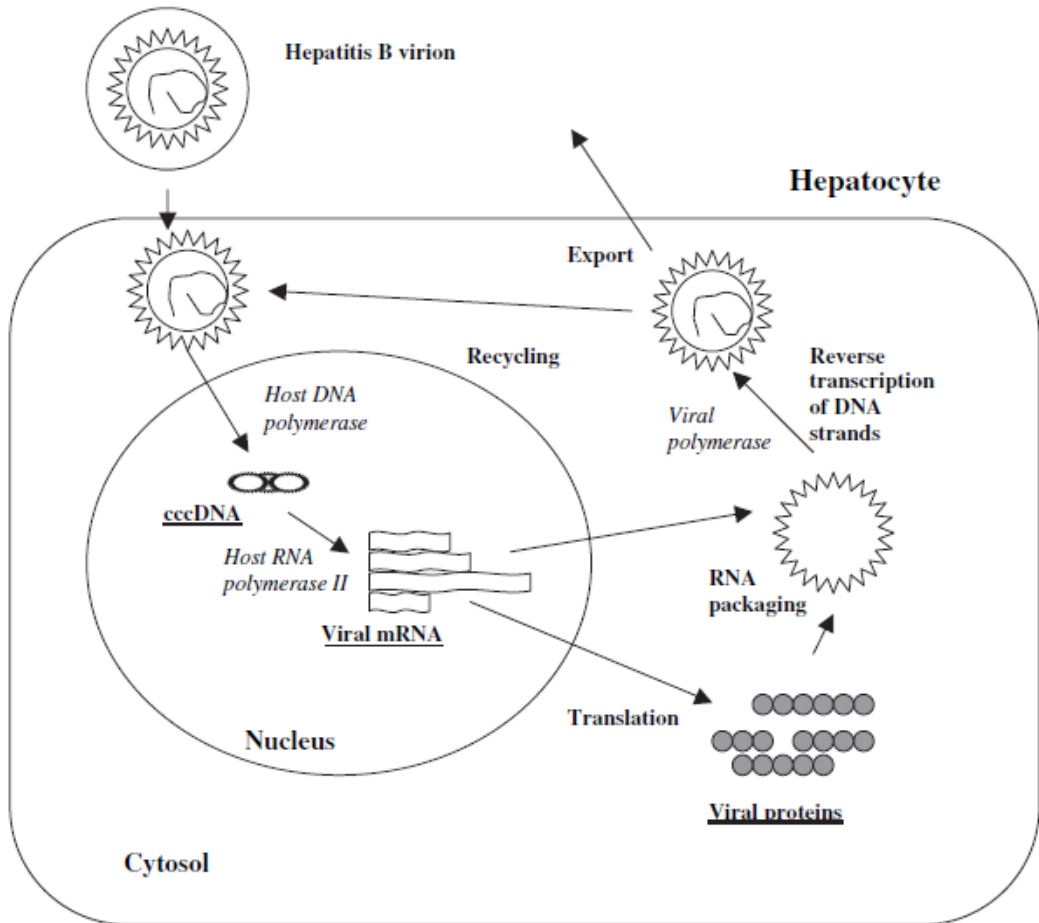 Hepatitis B virion
Hepatocyte
Export
Recycling
Reverse
transcription
of DNA
strands
Host DNA
polymerase
Viral
polymerase
cccDNA
Host RNA
polymerase II
RNA
packaging
Viral mRNA
Translation
Nucleus
Viral proteins
Cytosol